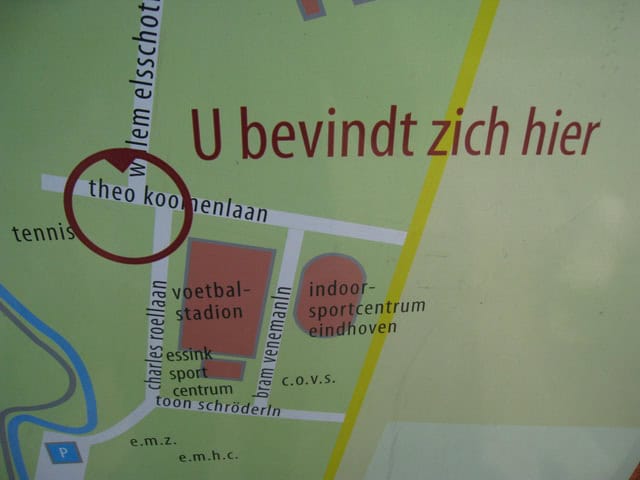 willem elsschot
U bevindt zich hier
theo koomenlaan
tennis
charles roellaan
voetbal-
stadion
bram venemanln
indoor-
sportcentrum
eindhoven
essink
sport
centrum
c.o.v.s.
toon schröderln
e.m.z.
e.m.h.c.
P